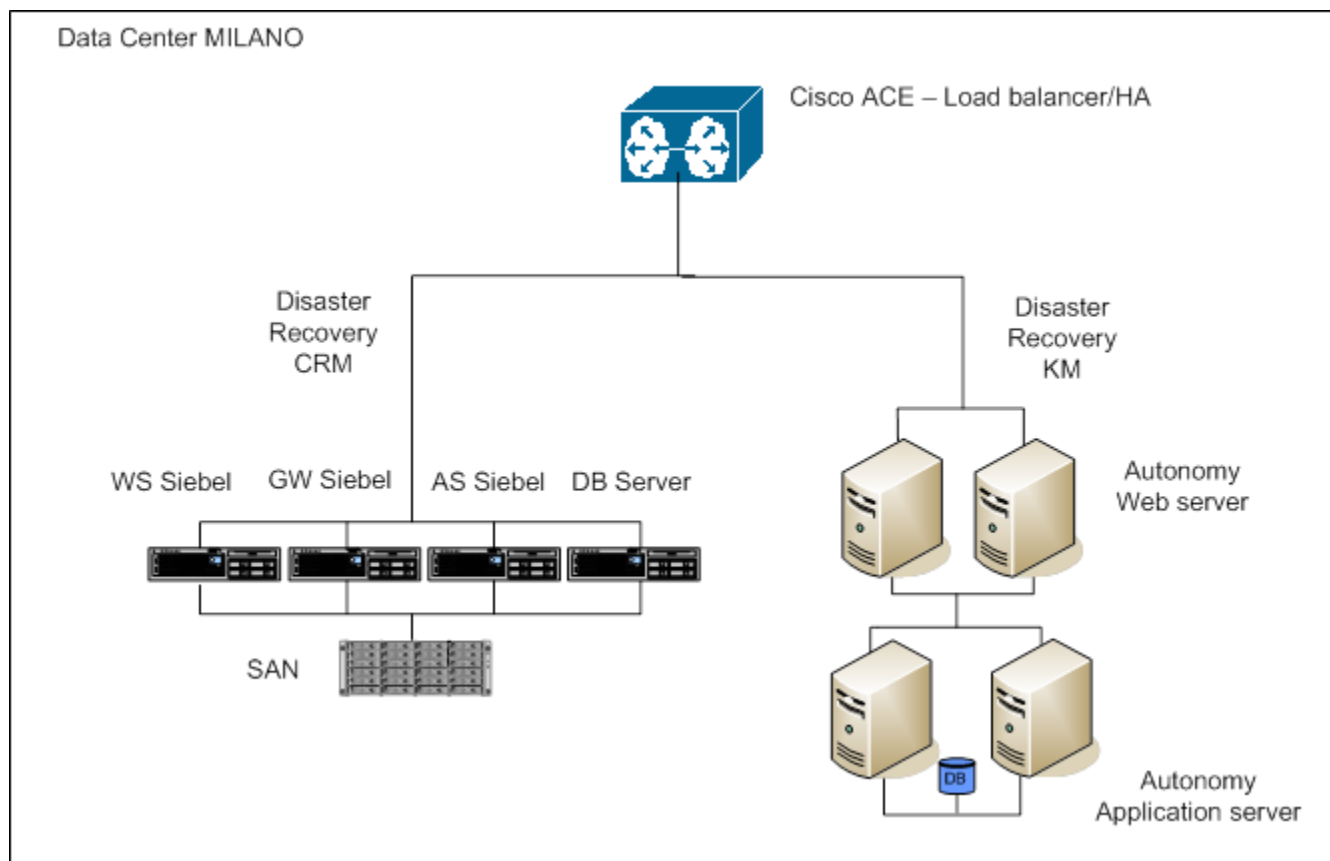 Data Center MILANO
Cisco ACE – Load balancer/HA
Disaster
Recovery
CRM
Disaster
Recovery
KM
WS Siebel
GW Siebel
AS Siebel
DB Server
Autonomy
Web server
SAN
DB
Autonomy
Application server